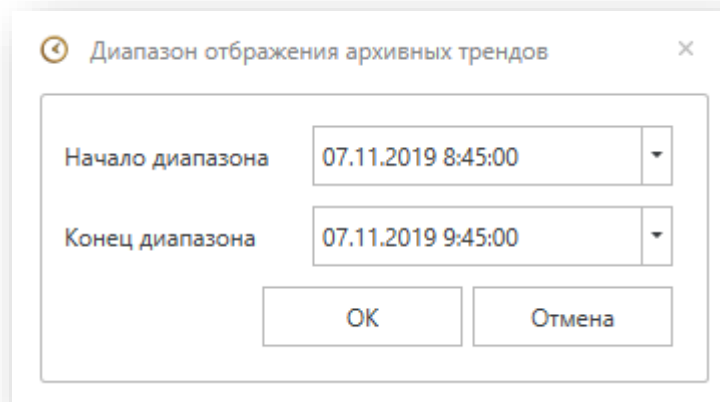 Диапазон отбражения архивных трендов
Начало диапазона 07.11.2019 8:45:00
Конец диапазона 07.11.2019 9:45:00
OK Отмена